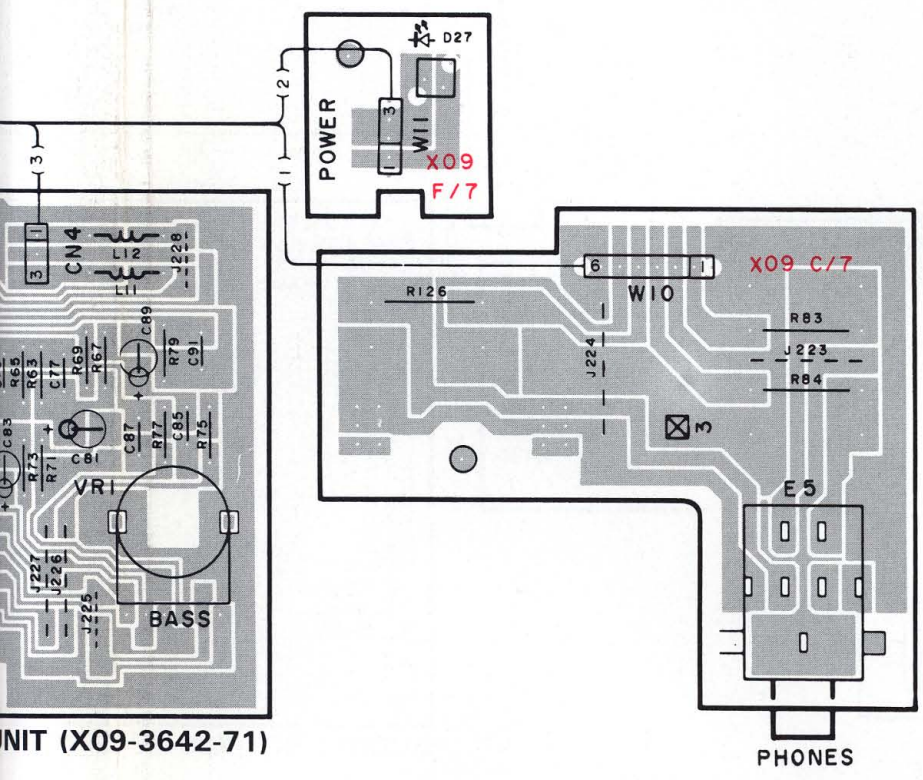 D27
(2)
3
POWER
W11
1
X09
F/7
(3)
(1)
1
CN4
3
L12
L11
J228
6
1
X09 C/7
W10
R126
R83
J223
R84
J224
3
C89
R65
R63
C77
R69
R67
R79
C91
C83
+
+
C81
C87
R77
C85
R75
R73
R71
+
VR1
E5
J227
J226
J225
BASS
UNIT (X09-3642-71)
PHONES